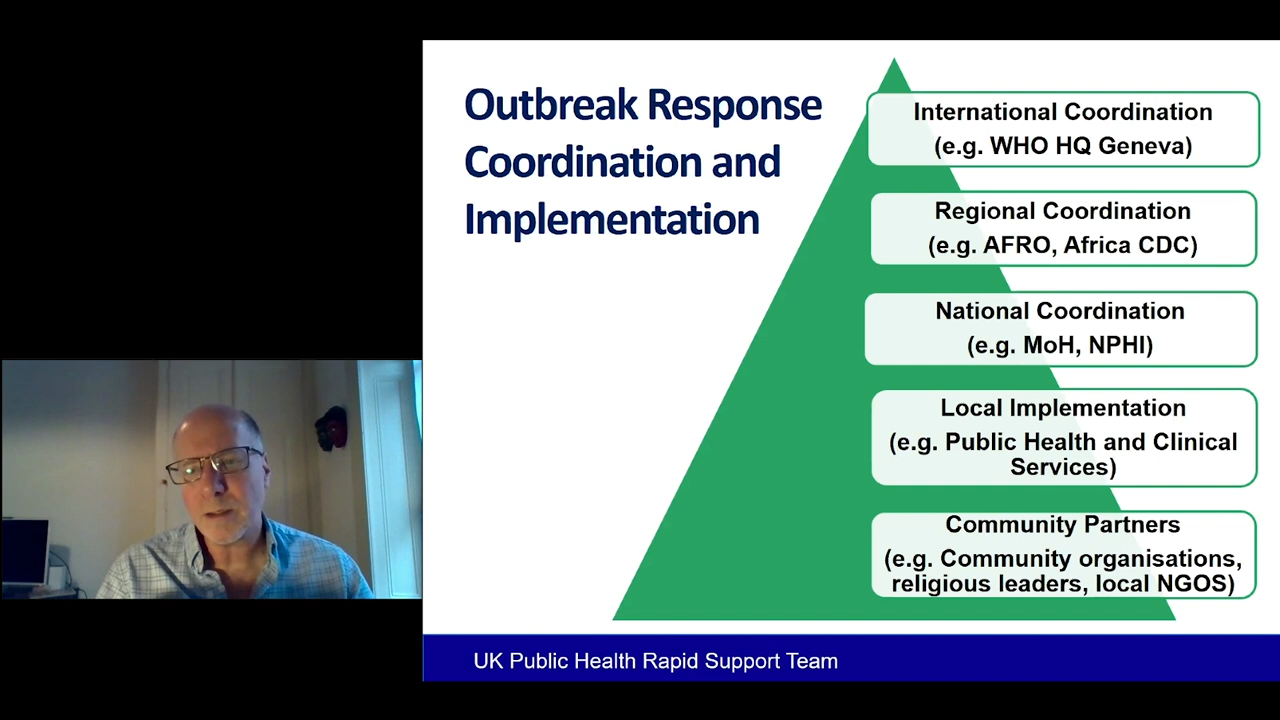 Outbreak Response
Coordination and
Implementation
International Coordination
(e.g. WHO HQ Geneva)
Regional Coordination
(e.g. AFRO, Africa CDC)
National Coordination
(e.g. MoH, NPHI)
Local Implementation
(e.g. Public Health and Clinical
Services)
Community Partners
(e.g. Community organisations,
religious leaders, local NGOS)
UK Public Health Rapid Support Team